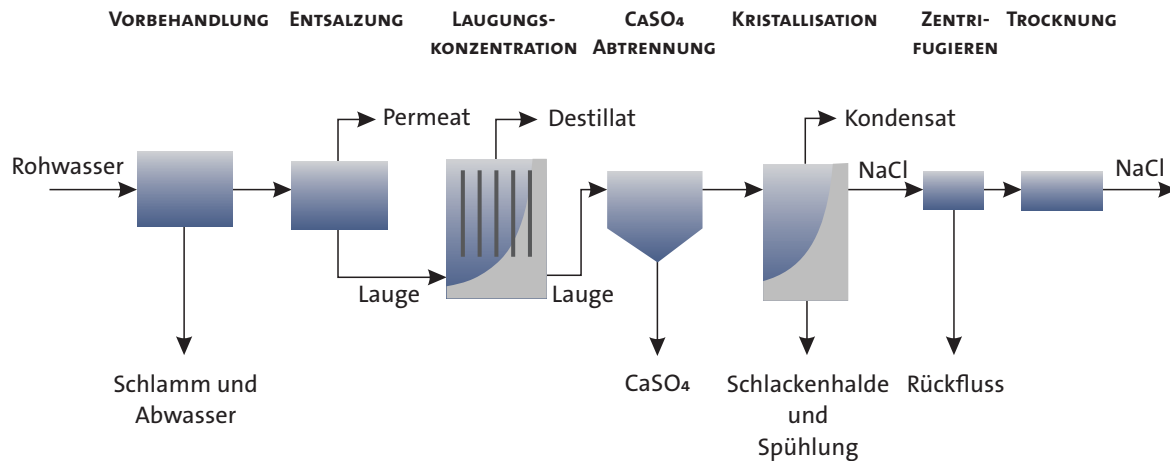 VORBEHANDLUNG
ENTSALZUNG
LAUGUNGS-
KONZENTRATION
CASO4
ABTRENNUNG
KRISTALLISATION
ZENTRI-
FUGIEREN
TROCKNUNG
Permeat
Destillat
Kondensat
Rohwasser
NaCl
NaCl
Lauge
Lauge
Schlamm und
Abwasser
CaSO4
Schlackenhalde
und
Spühlung
Rückfluss